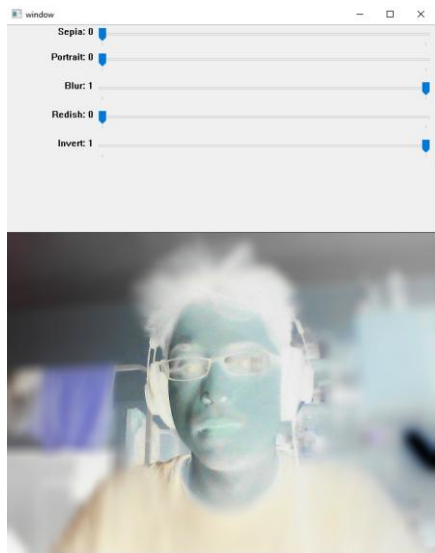 window
Sepia: 0
Portrait: 0
Blur: 1
Redish: 0
Invert: 1